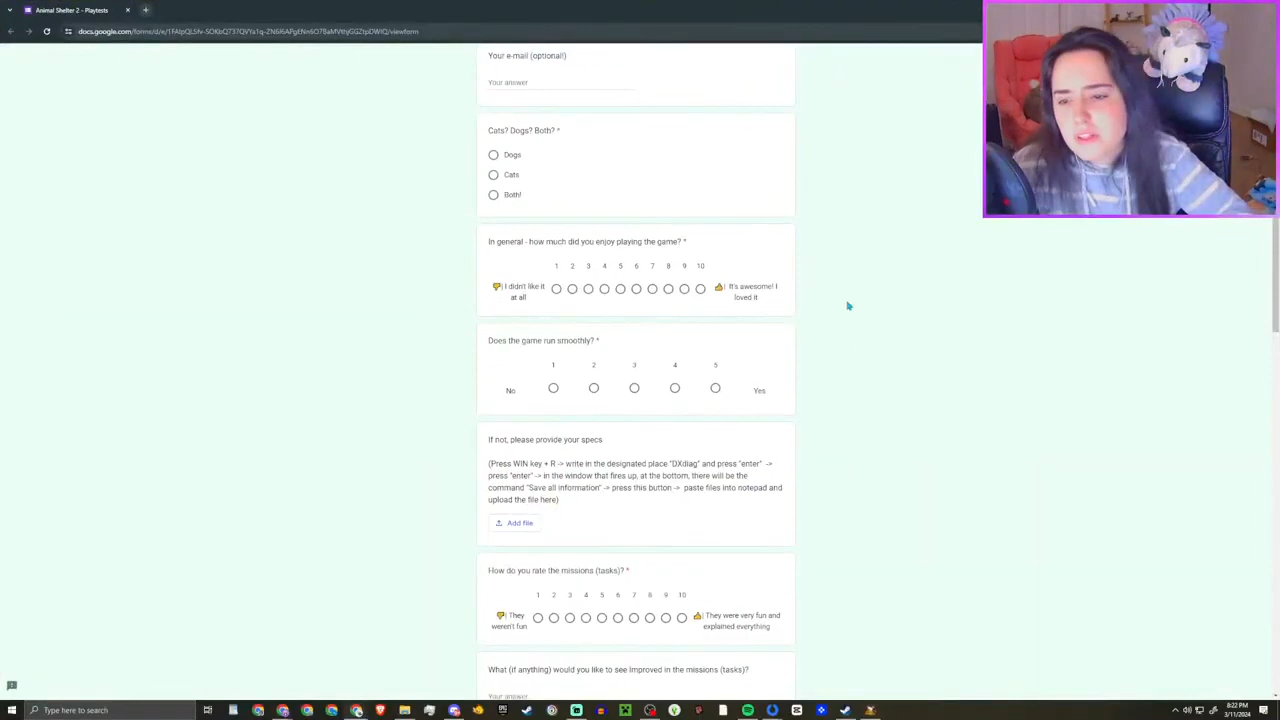 Animal Shelter 2 - Playtests
Your e-mail (optional!)
Your answer
Cats? Dogs? Both? *
Dogs
Cats
Both!
In general - how much did you enjoy playing the game? *
1 2 3 4 5 6 7 8 9 10
👎| I didn't like it at all
👍| It's awesome! I loved it
Does the game run smoothly? *
1 2 3 4 5
No
Yes
If not, please provide your specs
(Press WIN key + R -> write in the designated place "DXdiag" and press "enter" ->
press "enter" -> in the window that fires up, at the bottom, there will be the
command "Save all information" -> press this button -> paste files into notepad and
upload the file here)
Add file
How do you rate the missions (tasks)? *
1 2 3 4 5 6 7 8 9 10
👎| They weren't fun
👍| They were very fun and explained everything
What (if anything) would you like to see improved in the missions (tasks)?
Your answer
Type here to search
8:22 PM
3/11/2024